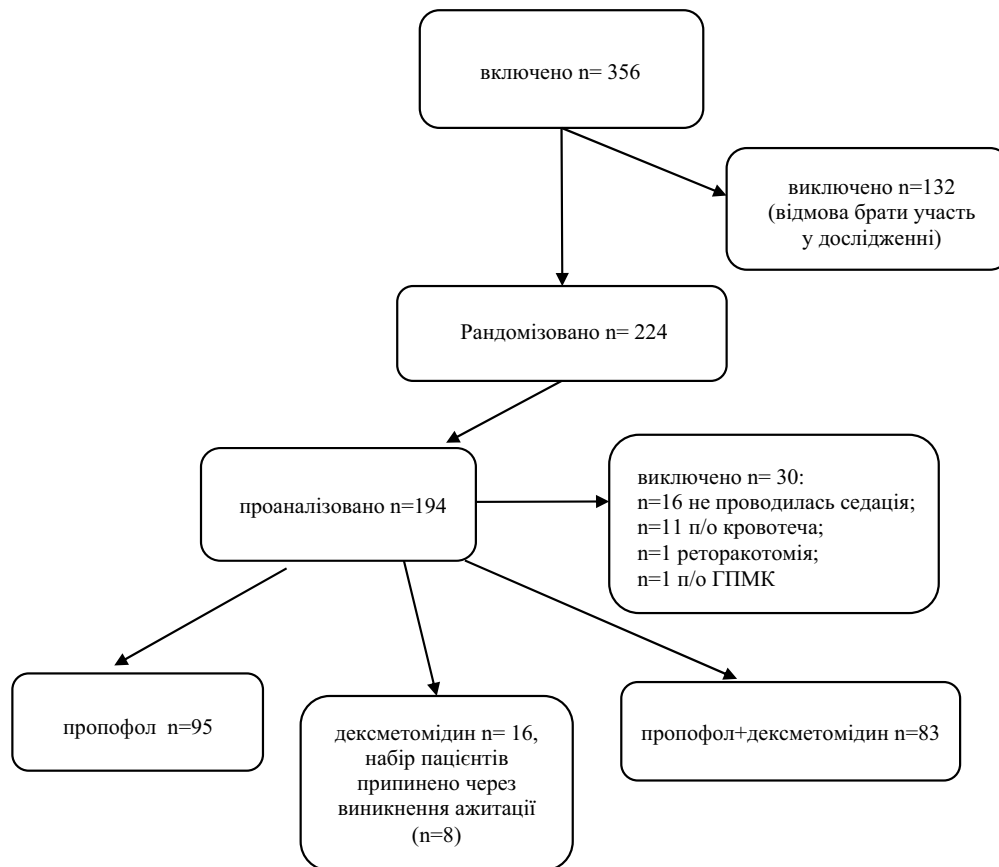 включено n= 356
виключено n=132
(відмова брати участь
у дослідженні)
Рандомізовано n= 224
проаналізовано n=194
виключено n= 30:
n=16 не проводилась седація;
n=11 п/о кровотеча;
n=1 реторакотомія;
n=1 п/о ГПМК
пропофол n=95
дексметомідин n= 16,
набір пацієнтів
припинено через
виникнення ажитації
(n=8)
пропофол+дексметомідин n=83